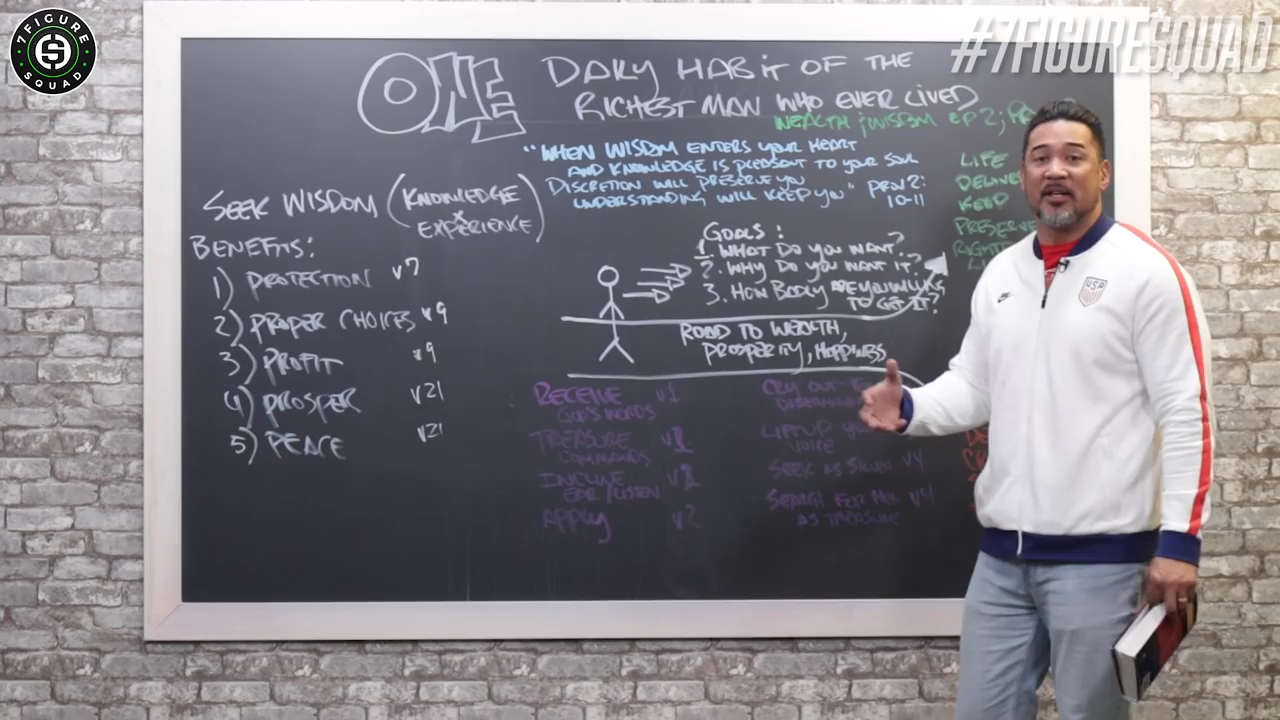 7 FIGURE SQUAD
#7FIGURESQUAD
ONE DAILY HABIT OF THE
RICHEST MAN WHO EVER LIVED
WEALTH ; WISDOM EP 2;
"WHEN WISDOM ENTERS YOUR HEART
AND KNOWLEDGE IS PLEASANT TO YOUR SOUL
DISCRETION WILL PRESERVE YOU
UNDERSTANDING WILL KEEP YOU" PROV 2:
10-11
SEEK WISDOM (KNOWLEDGE
X
EXPERIENCE)
BENEFITS:
1) PROTECTION v7
2) PROPER CHOICES v9
3) PROFIT v9
4) PROSPER v21
5) PEACE v21
GOALS:
1. WHAT DO YOU WANT?
2. WHY DO YOU WANT IT?
3. HOW BADLY ARE YOU WILLING
TO GET IT?
ROAD TO WEALTH,
PROSPERITY, HAPPINESS
RECEIVE v1
GOD'S WORDS
TREASURE v1
COMMANDS
INCLINE v2
EAR/LISTEN
APPLY v2
CRY OUT
LIFT UP
VOICE
SEEK AS SILVER v4
SEARCH FOR HER v4
AS TREASURE
LIFE
KEEP
PRESERVE
USA